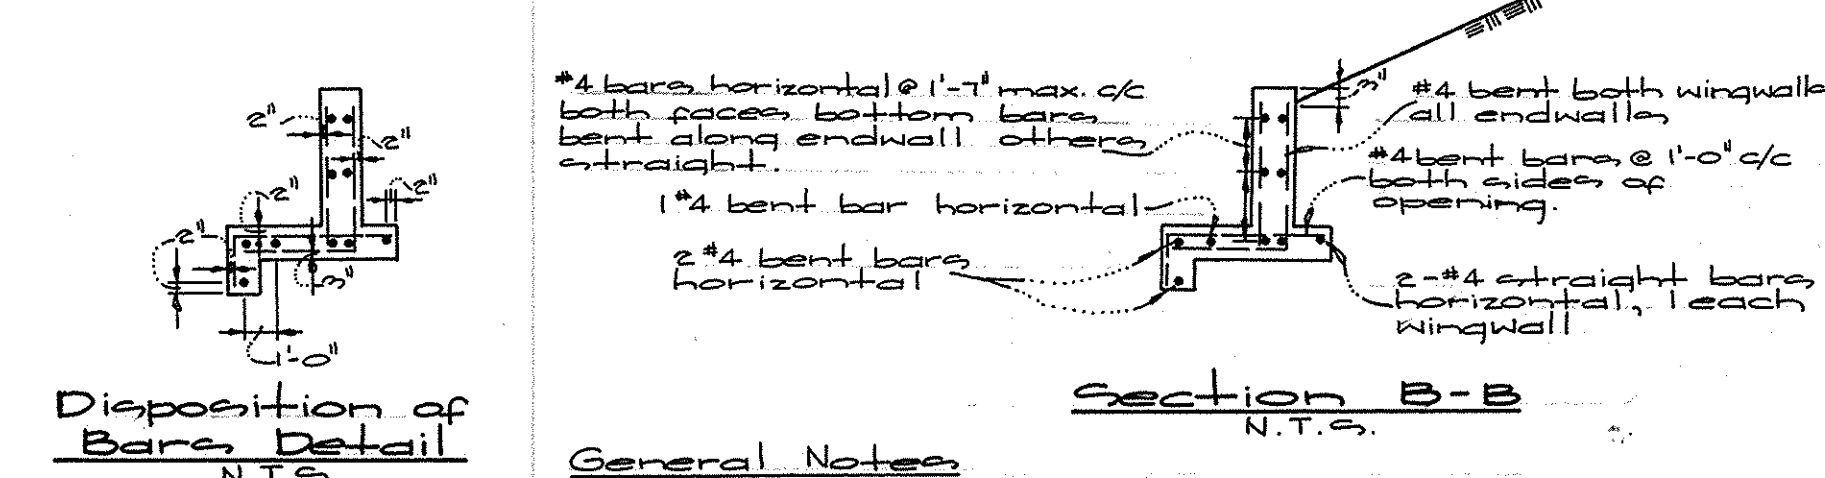 2"
2"
2"
2"
2"
3"
1'-0"
Disposition of
Bars Detail
N.T.S.
#4 bars horizontal @ 1'-7" max. c/c
both faces bottom bars
bent along endwall others
straight.
1 #4 bent bar horizontal
2 #4 bent bars
horizontal
3"
#4 bent both wingwalls
all endwalls
#4 bent bars @ 1'-0" c/c
both sides of
opening.
2-#4 straight bars
horizontal, 1 each
wingwall
Section B-B
N.T.S.
General Notes